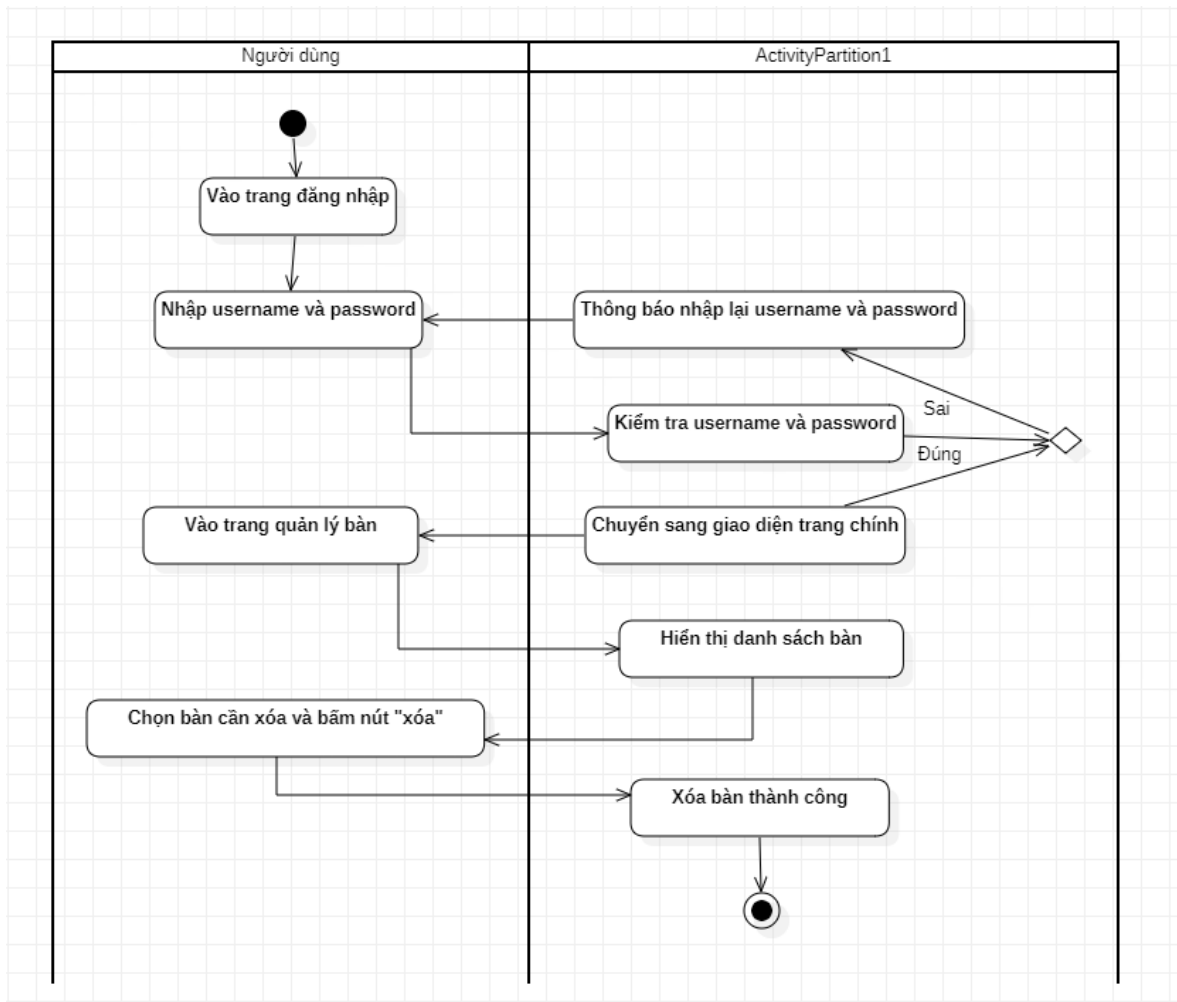 Người dùng
ActivityPartition1
Vào trang đăng nhập
Nhập username và password
Thông báo nhập lại username và password
Sai
Kiểm tra username và password
Đúng
Vào trang quản lý bàn
Chuyển sang giao diện trang chính
Hiển thị danh sách bàn
Chọn bàn cần xóa và bấm nút "xóa"
Xóa bàn thành công